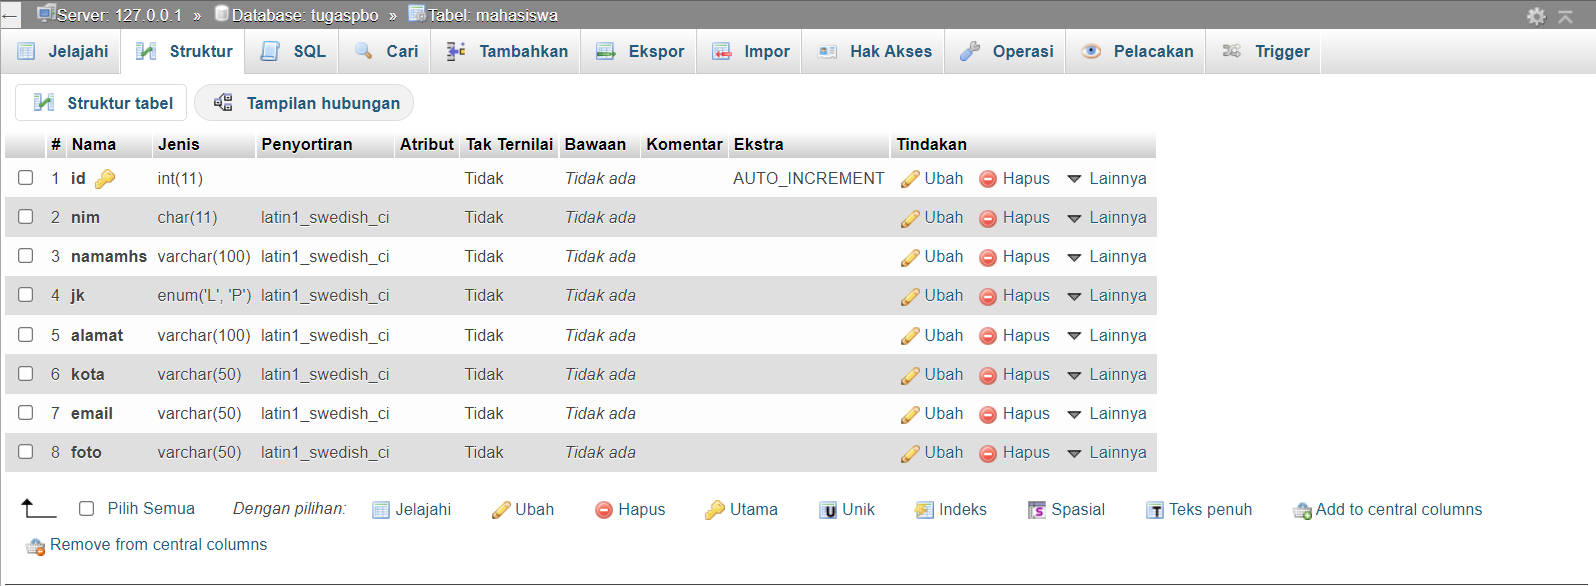 Server: 127.0.0.1 » Database: tugaspbo » Tabel: mahasiswa
Jelajahi Struktur SQL Cari Tambahkan Ekspor Impor Hak Akses Operasi Pelacakan Trigger
Struktur tabel Tampilan hubungan
# Nama Jenis Penyortiran Atribut Tak Ternilai Bawaan Komentar Ekstra Tindakan
1 id int(11) Tidak Tidak ada AUTO_INCREMENT Ubah Hapus Lainnya
2 nim char(11) latin1_swedish_ci Tidak Tidak ada Ubah Hapus Lainnya
3 namamhs varchar(100) latin1_swedish_ci Tidak Tidak ada Ubah Hapus Lainnya
4 jk enum('L', 'P') latin1_swedish_ci Tidak Tidak ada Ubah Hapus Lainnya
5 alamat varchar(100) latin1_swedish_ci Tidak Tidak ada Ubah Hapus Lainnya
6 kota varchar(50) latin1_swedish_ci Tidak Tidak ada Ubah Hapus Lainnya
7 email varchar(50) latin1_swedish_ci Tidak Tidak ada Ubah Hapus Lainnya
8 foto varchar(50) latin1_swedish_ci Tidak Tidak ada Ubah Hapus Lainnya
Pilih Semua Dengan pilihan: Jelajahi Ubah Hapus Utama Unik Indeks Spasial Teks penuh Add to central columns
Remove from central columns